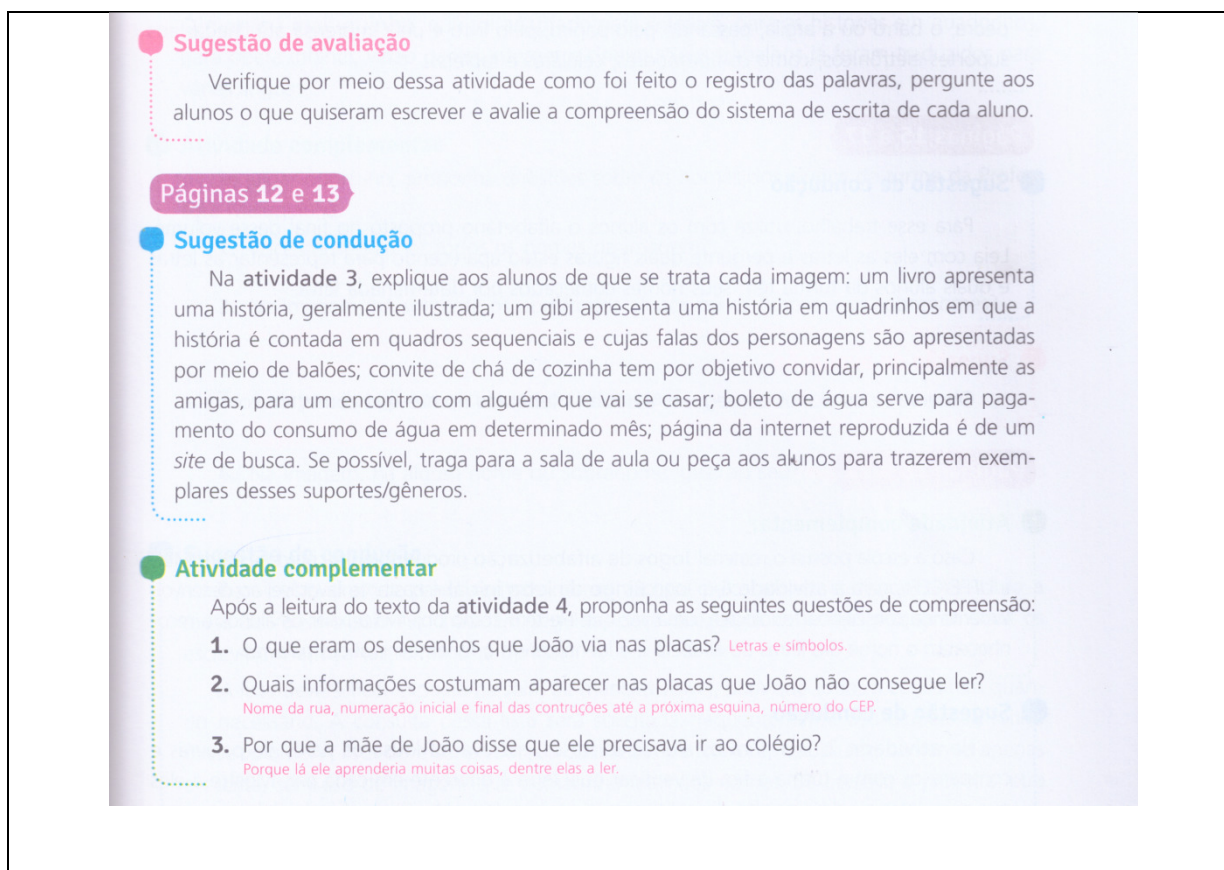 Sugestão de avaliação
Verifique por meio dessa atividade como foi feito o registro das palavras, pergunte aos
alunos o que quiseram escrever e avalie a compreensão do sistema de escrita de cada aluno.
Páginas 12 e 13
Sugestão de condução
Na atividade 3, explique aos alunos de que se trata cada imagem: um livro apresenta
uma história, geralmente ilustrada; um gibi apresenta uma história em quadrinhos em que a
história é contada em quadros sequenciais e cujas falas dos personagens são apresentadas
por meio de balões; convite de chá de cozinha tem por objetivo convidar, principalmente as
amigas, para um encontro com alguém que vai se casar; boleto de água serve para paga-
mento do consumo de água em determinado mês; página da internet reproduzida é de um
site de busca. Se possível, traga para a sala de aula ou peça aos alunos para trazerem exem-
plares desses suportes/gêneros.
Atividade complementar
Após a leitura do texto da atividade 4, proponha as seguintes questões de compreensão:
1. O que eram os desenhos que João via nas placas? Letras e símbolos.
2. Quais informações costumam aparecer nas placas que João não consegue ler?
Nome da rua, numeração inicial e final das contruções até a próxima esquina, número do CEP.
3. Por que a mãe de João disse que ele precisava ir ao colégio?
Porque lá ele aprenderia muitas coisas, dentre elas a ler.